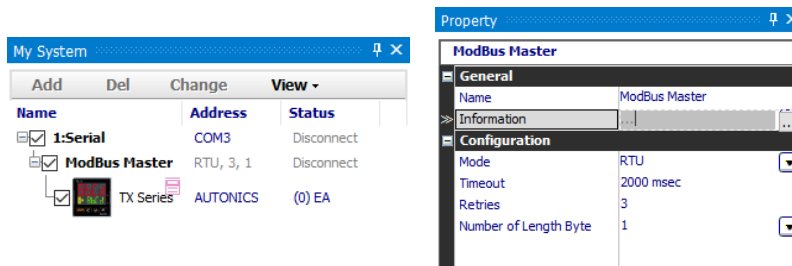 My System
Add Del Change View
Name Address Status
1:Serial COM3 Disconnect
ModBus Master RTU, 3, 1 Disconnect
TX Series AUTONICS (0) EA
Property
ModBus Master
General
Name ModBus Master
Information ...
Configuration
Mode RTU
Timeout 2000 msec
Retries 3
Number of Length Byte 1